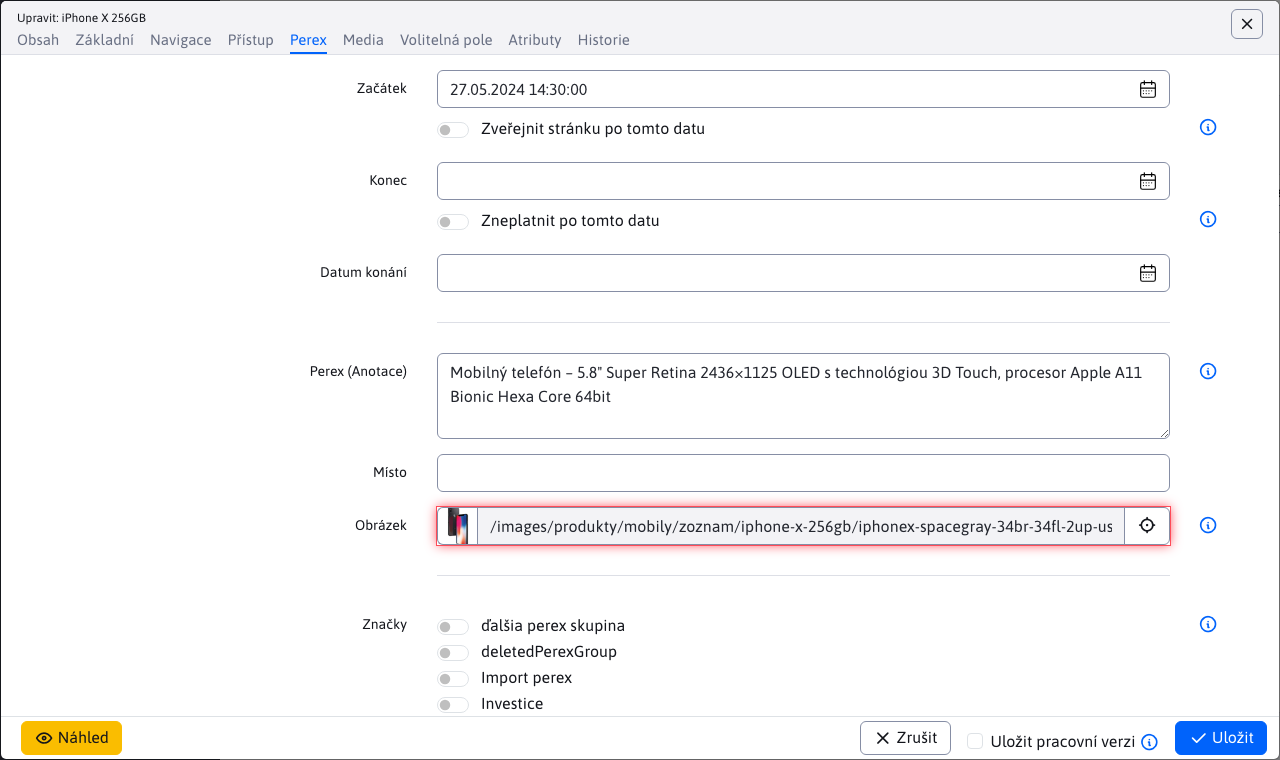 Upravit: iPhone X 256GB
Obsah Základní Navigace Přístup Perex Media Volitelná pole Atributy Historie
Začátek 27.05.2024 14:30:00
Zveřejnit stránku po tomto datu
Konec
Zneplatnit po tomto datu
Datum konání
Perex (Anotace) Mobilný telefón – 5.8" Super Retina 2436×1125 OLED s technológiou 3D Touch, procesor Apple A11
Bionic Hexa Core 64bit
Místo
Obrázek /images/produkty/mobily/zoznam/iphone-x-256gb/iphonex-spacegray-34br-34fl-2up-us
Značky ďalšia perex skupina
deletedPerexGroup
Import perex
Investice
Náhled Zrušit Uložit pracovní verzi Uložit